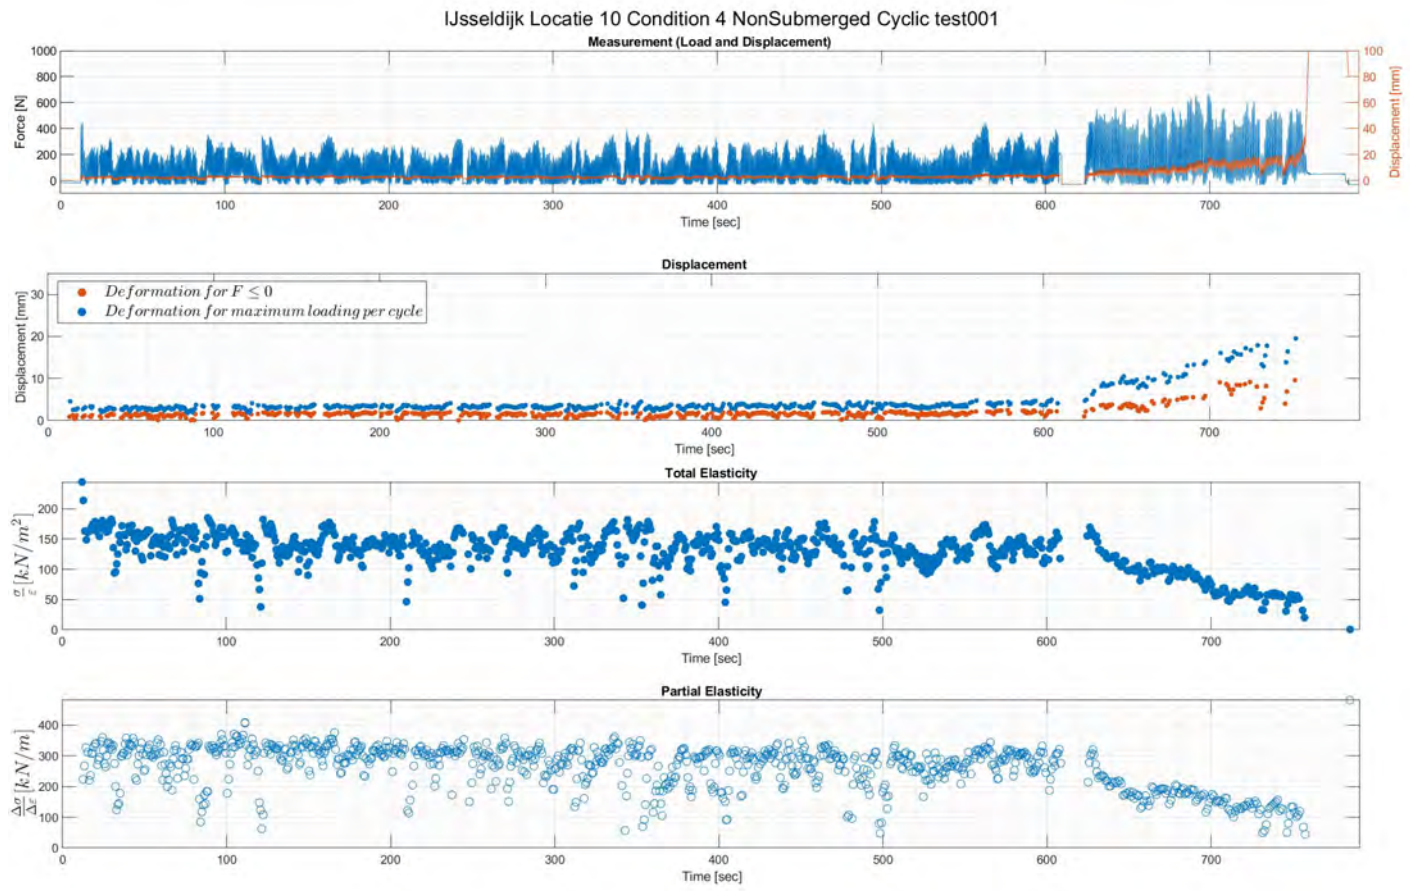 IJsseldijk Locatie 10 Condition 4 NonSubmerged Cyclic test001
Measurement (Load and Displacement)
Force [N]
1000
800
600
400
200
0
100
80
60
40
20
0
Displacement [mm]
0 100 200 300 400 500 600 700
Time [sec]
Displacement
Displacement [mm]
30
20
10
0
Deformation for F ≤ 0
Deformation for maximum loading per cycle
0 100 200 300 400 500 600 700
Time [sec]
Total Elasticity
σ/ε [kN/m²]
200
150
100
50
0
0 100 200 300 400 500 600 700
Time [sec]
Partial Elasticity
Δσ/Δε [kN/m]
400
300
200
100
0
0 100 200 300 400 500 600 700
Time [sec]